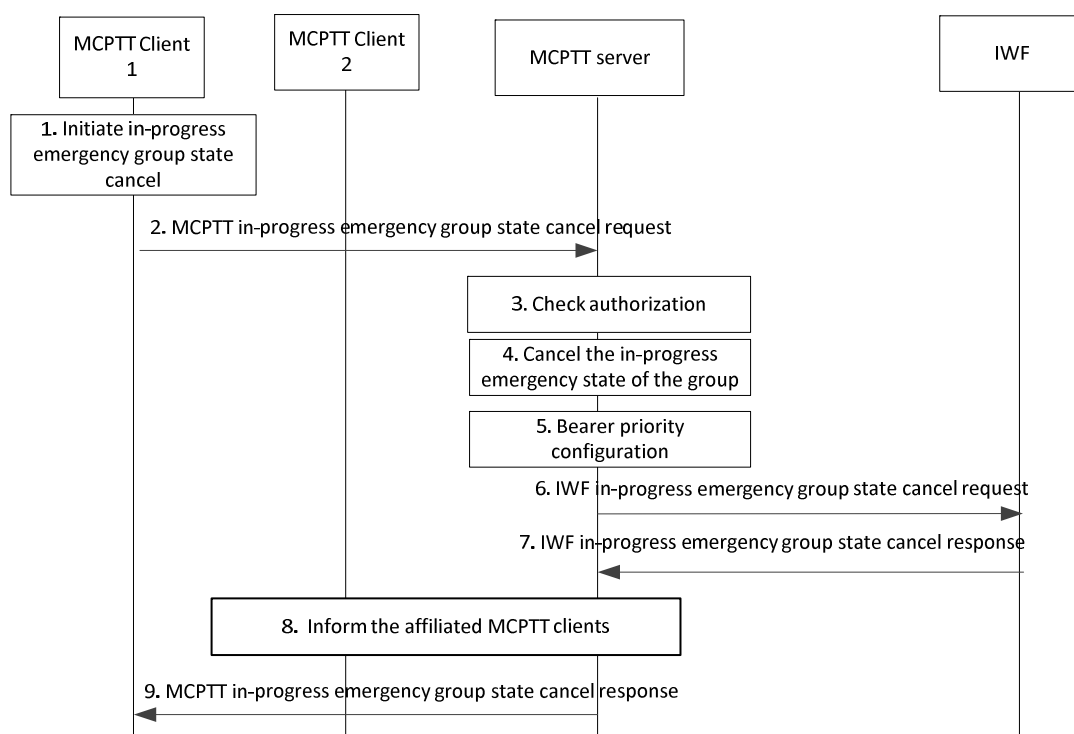 MCPTT Client
1
MCPTT Client
2
MCPTT server
IWF
1. Initiate in-progress
emergency group state
cancel
2. MCPTT in-progress emergency group state cancel request
3. Check authorization
4. Cancel the in-progress
emergency state of the group
5. Bearer priority
configuration
6. IWF in-progress emergency group state cancel request
7. IWF in-progress emergency group state cancel response
8. Inform the affiliated MCPTT clients
9. MCPTT in-progress emergency group state cancel response